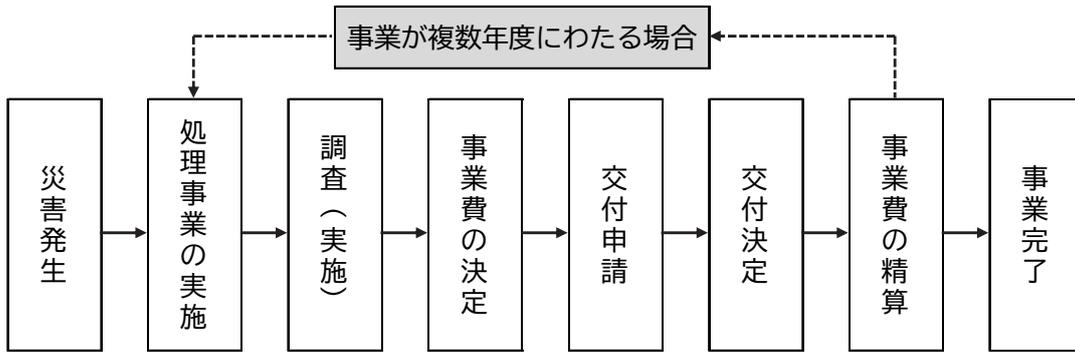 事業が複数年度にわたる場合
災害発生
処理事業の実施
調査（実施）
事業費の決定
交付申請
交付決定
事業費の精算
事業完了